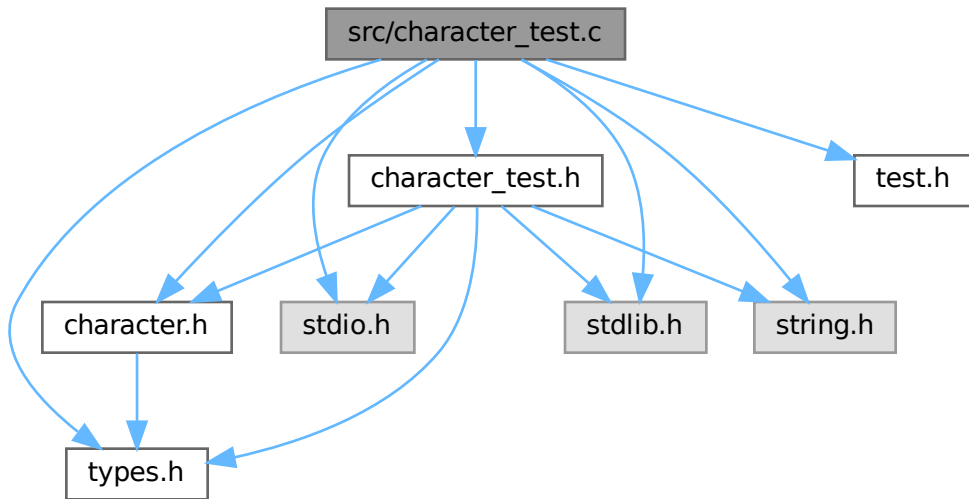 src/character_test.c
character_test.h
test.h
character.h
stdio.h
stdlib.h
string.h
types.h